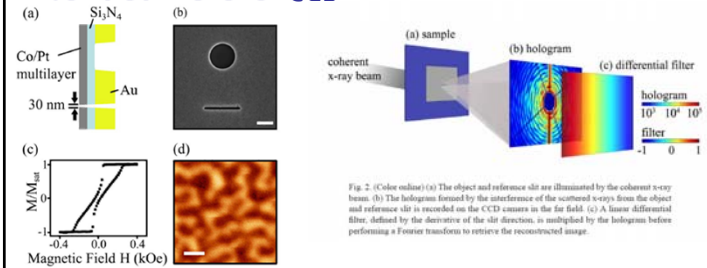 (a)
Si3N4
(b)
Co/Pt
multilayer
Au
30 nm
(c)
(d)
M/Msat
1
0
-1
-0.4
0.0
0.4
Magnetic Field H (kOe)
(a) sample
coherent
x-ray beam
(b) hologram
(c) differential filter
hologram
10³ 10⁴ 10⁵
filter
-1 0 1
Fig. 2. (Color online) (a) The object and reference slit are illuminated by the coherent x-ray
beam. (b) The hologram formed by the interference of the scattered x-rays from the object
and reference slit is recorded on the CCD camera in the far field. (c) A linear differential
filter, defined by the derivative of the slit direction, is multiplied by the hologram before
performing a Fourier transform to retrieve the reconstructed image.